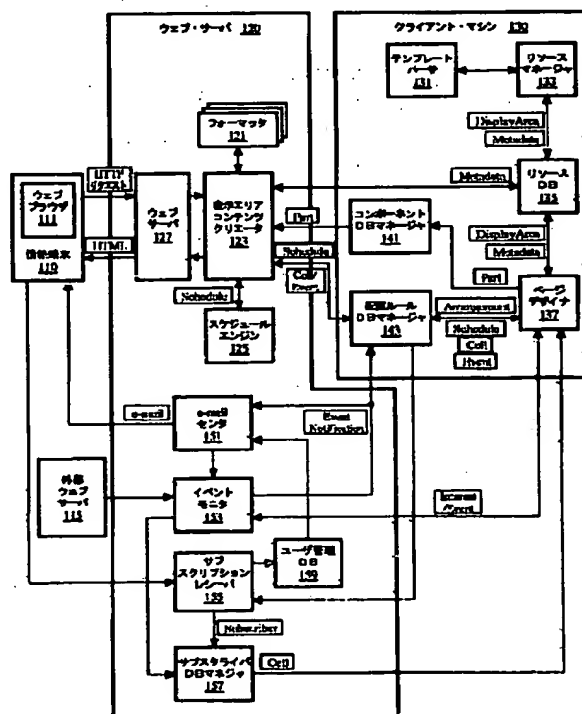 ウェブ・サーバ 120
クライアント・マシン 130
テンプレート
パーサ
131
リソース
マネージャ
133
フォーマッタ
121
DisplayArea
Metadata
HTTP
リクエスト
ウェブ
ブラウザ
111
情報端末
110
HTML
ウェブ
サーバ
127
表示エリア
コンテンツ
クリエータ
123
Metadata
リソース
DB
135
Part
コンポーネント
DBマネージャ
141
DisplayArea
Metadata
Schedule
Cell
Event
Part
ページ
デザイナ
137
Schedule
配置ルール
DBマネージャ
143
Arrangement
Schedule
Cell
Event
スケジュール
エンジン
125
e-mail
e-mail
センタ
151
Event
Notification
外部
ウェブ
サーバ
115
イベント
モニタ
153
Event
ユーザ管理
DB
159
サブ
スクリプション
レシーバ
155
Subscriber
サブスクライバ
DBマネジャ
157
Cell